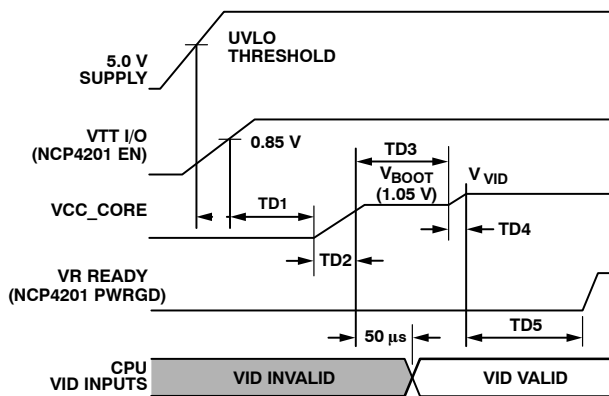 5.0 V
SUPPLY
UVLO
THRESHOLD
VTT I/O
(NCP4201 EN)
0.85 V
TD3
VBOOT
(1.05 V)
V VID
VCC_CORE
TD1
TD4
TD2
VR READY
(NCP4201 PWRGD)
50 µs
TD5
CPU
VID INPUTS
VID INVALID
VID VALID